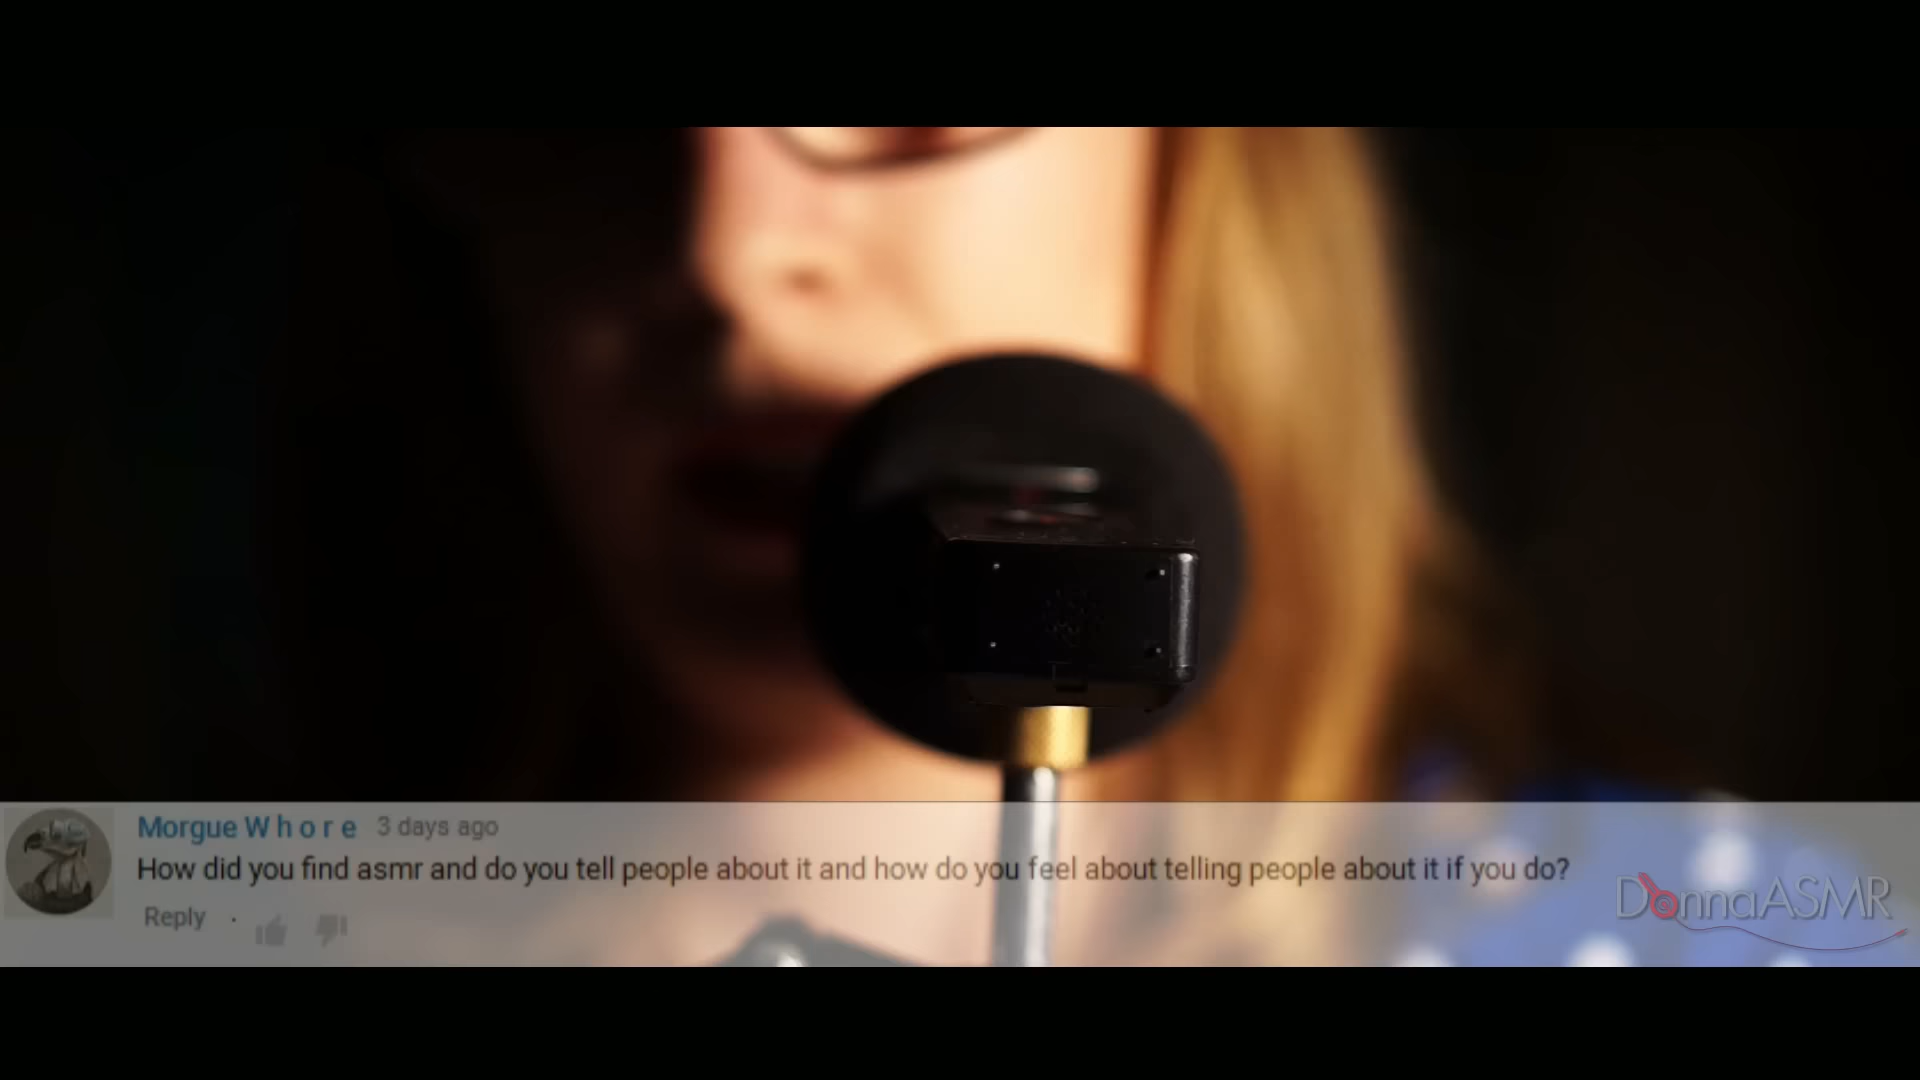 Morgue W h o r e 3 days ago
How did you find asmr and do you tell people about it and how do you feel about telling people about it if you do?
Reply ·
DonnaASMR